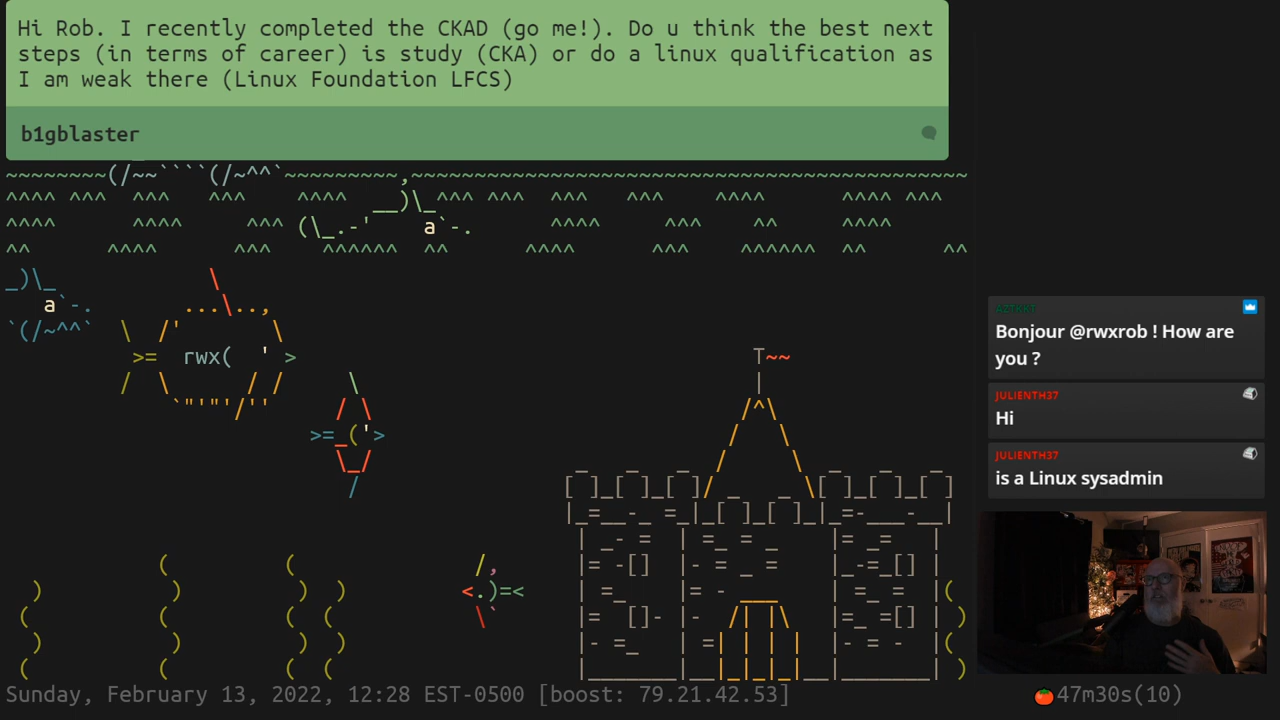 Hi Rob. I recently completed the CKAD (go me!). Do u think the best next
steps (in terms of career) is study (CKA) or do a linux qualification as
I am weak there (Linux Foundation LFCS)
b1gblaster
rwx(
Bonjour @rwxrob ! How are
you ?
JULIENTH37
Hi
JULIENTH37
is a Linux sysadmin
Sunday, February 13, 2022, 12:28 EST-0500 [boost: 79.21.42.53]
47m30s(10)